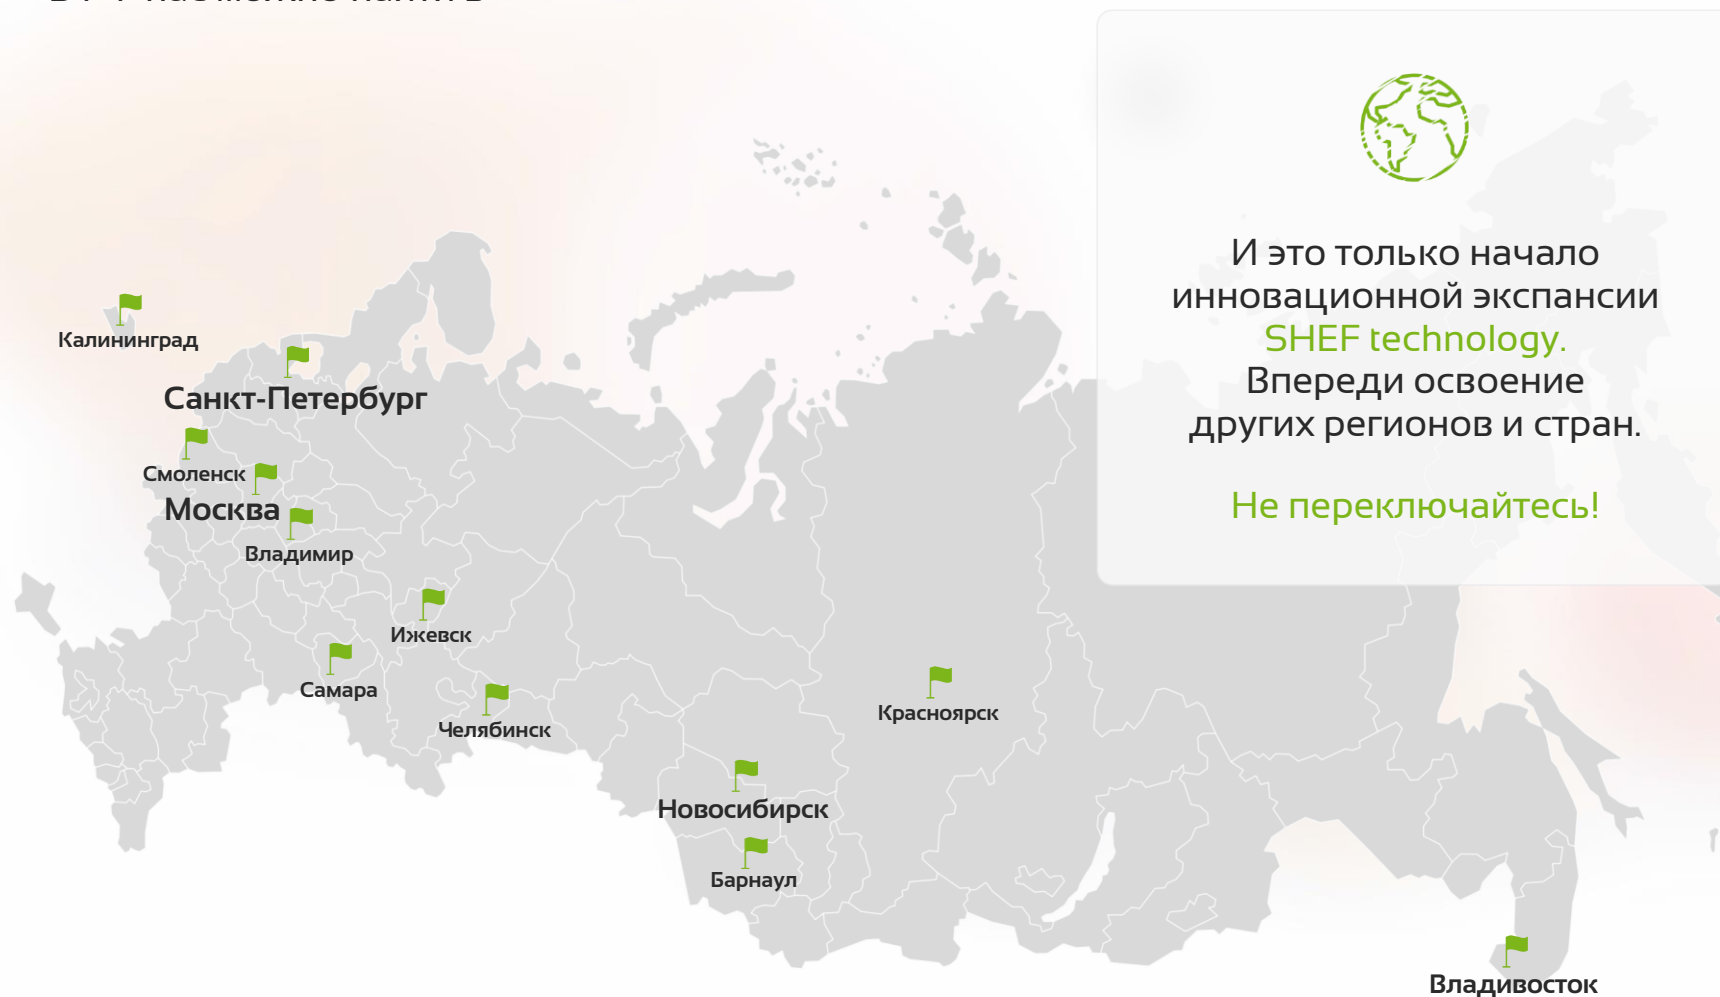 Калининград
Санкт-Петербург
Смоленск
Москва
Владимир
Ижевск
Самара
Челябинск
Красноярск
Новосибирск
Барнаул
Владивосток
И это только начало
инновационной экспансии
SHEF technology.
Впереди освоение
других регионов и стран.
Не переключайтесь!